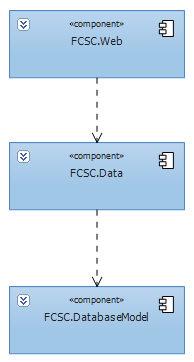 «component»
FCSC.Web
«component»
FCSC.Data
«component»
FCSC.DatabaseModel